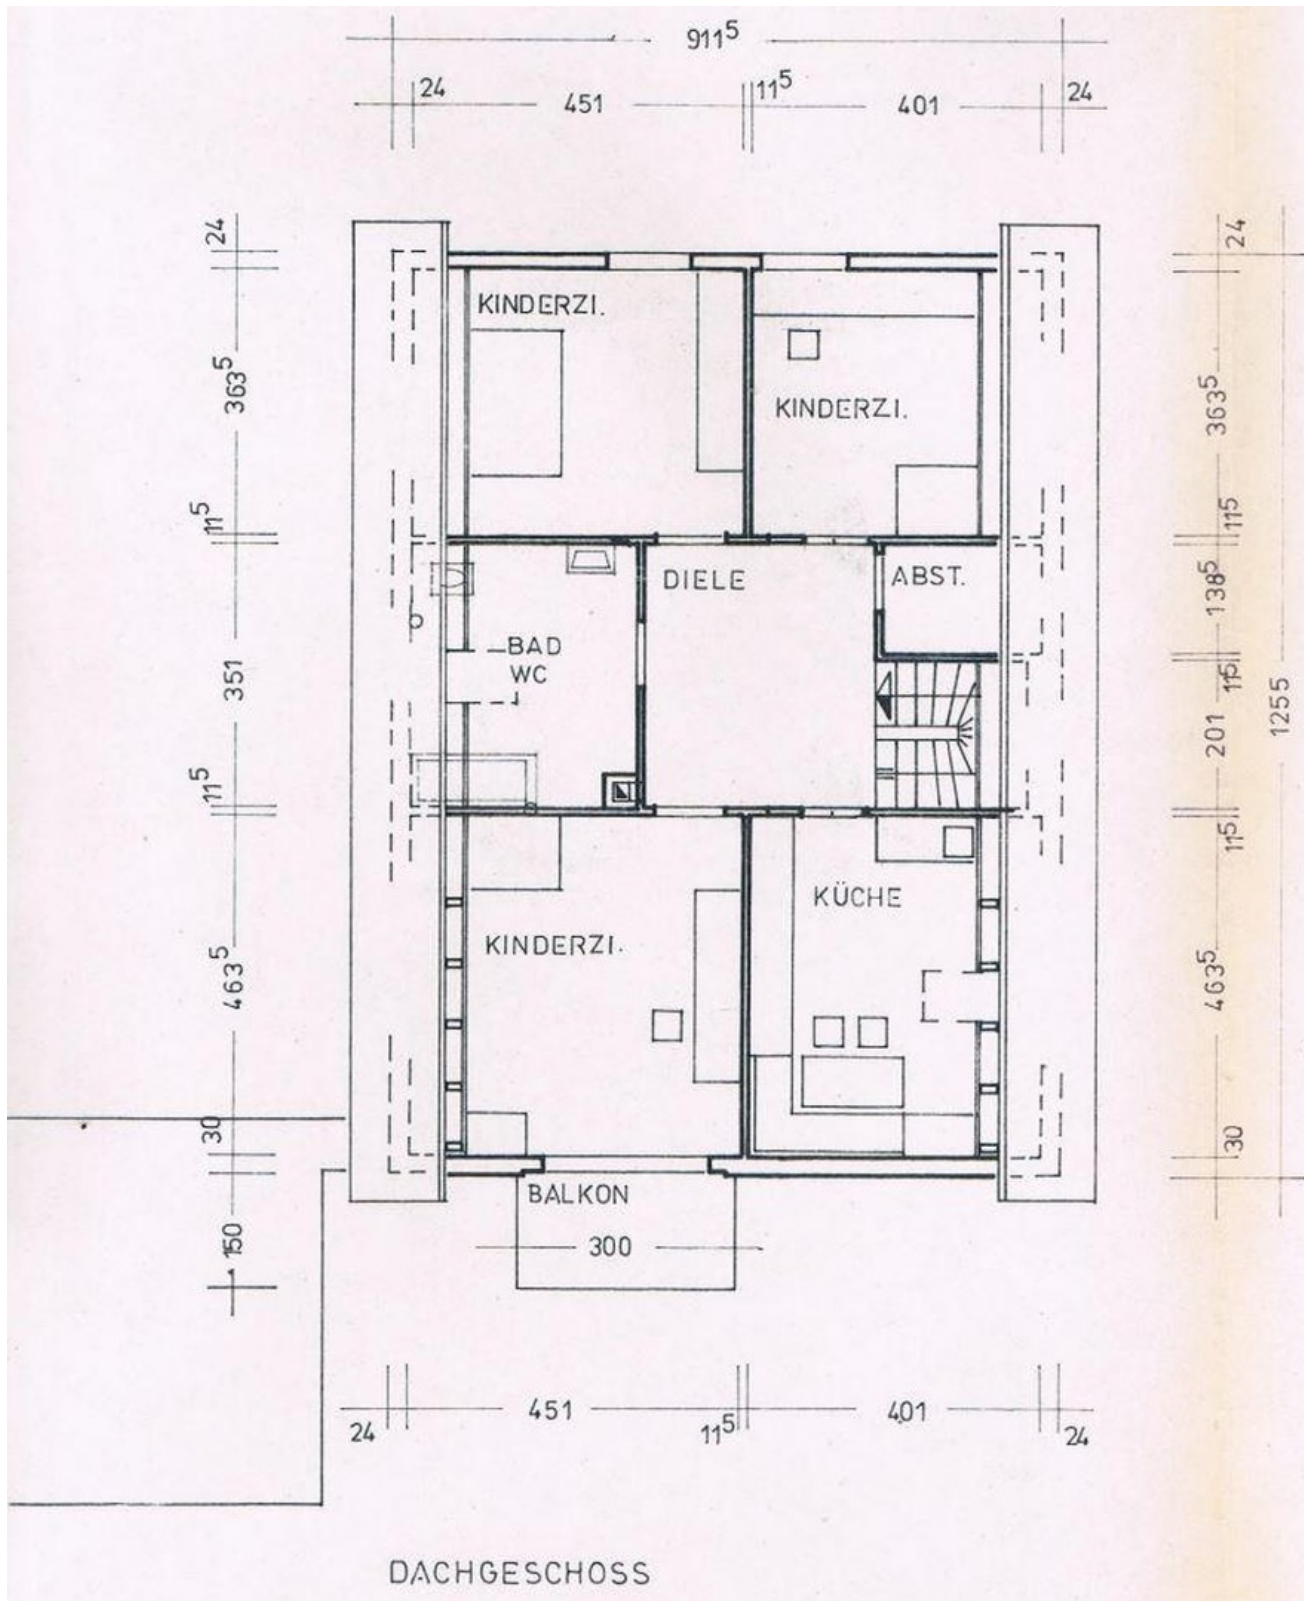 911⁵
24 451 11⁵ 401 24
24
24
KINDERZI.
363⁵
KINDERZI.
363⁵
11⁵
11⁵
DIELE
ABST.
138⁵
BAD
WC
351
11⁵
201
1255
11⁵
11⁵
KÜCHE
KINDERZI.
463⁵
463⁵
30
30
BALKON
150
300
24 451 11⁵ 401 24
DACHGESCHOSS